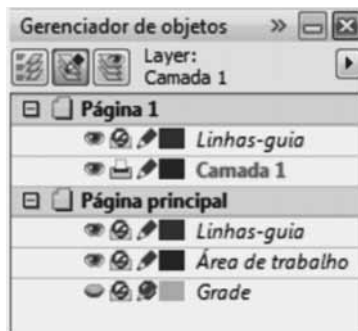 Gerenciador de objetos
Layer:
Camada 1
Página 1
Linhas-guia
Camada 1
Página principal
Linhas-guia
Área de trabalho
Grade